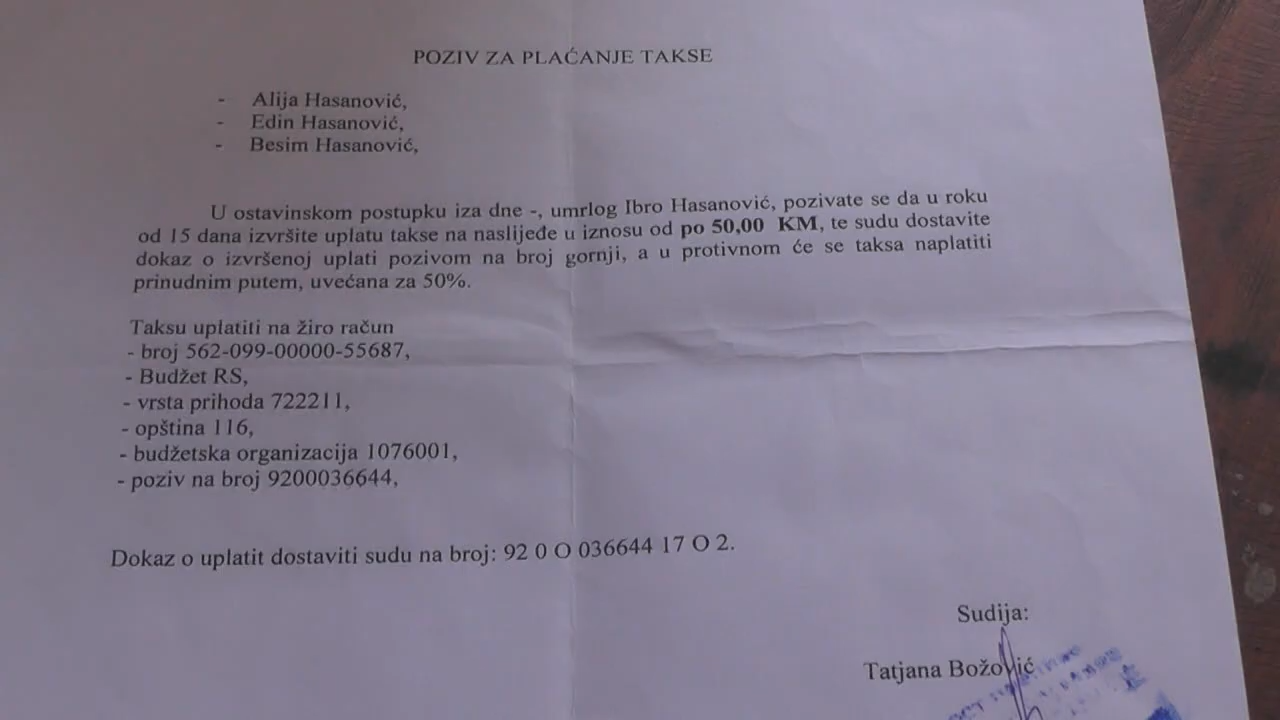 POZIV ZA PLAĆANJE TAKSE
- Alija Hasanović,
- Edin Hasanović,
- Besim Hasanović,
U ostavinskom postupku iza dne -, umrlog Ibro Hasanović, pozivate se da u roku
od 15 dana izvršite uplatu takse na naslijeđe u iznosu od po 50,00 KM, te sudu dostavite
dokaz o izvršenoj uplati pozivom na broj gornji, a u protivnom će se taksa naplatiti
prinudnim putem, uvećana za 50%.
Taksu uplatiti na žiro račun
- broj 562-099-00000-55687,
- Budžet RS,
- vrsta prihoda 722211,
- opština 116,
- budžetska organizacija 1076001,
- poziv na broj 9200036644,
Dokaz o uplatit dostaviti sudu na broj: 92 0 O 036644 17 O 2.
Sudija:
Tatjana Božović